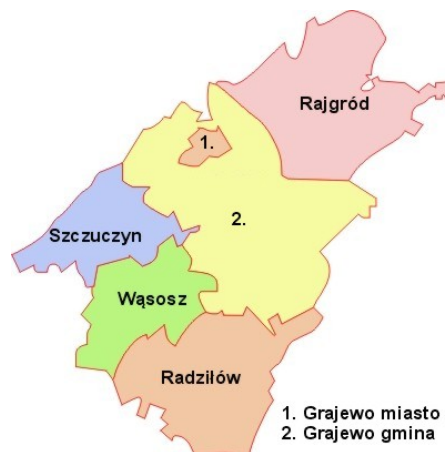 Rajgród
1.
2.
Szczuczyn
Wąsosz
Radziłów
1. Grajewo miasto
2. Grajewo gmina